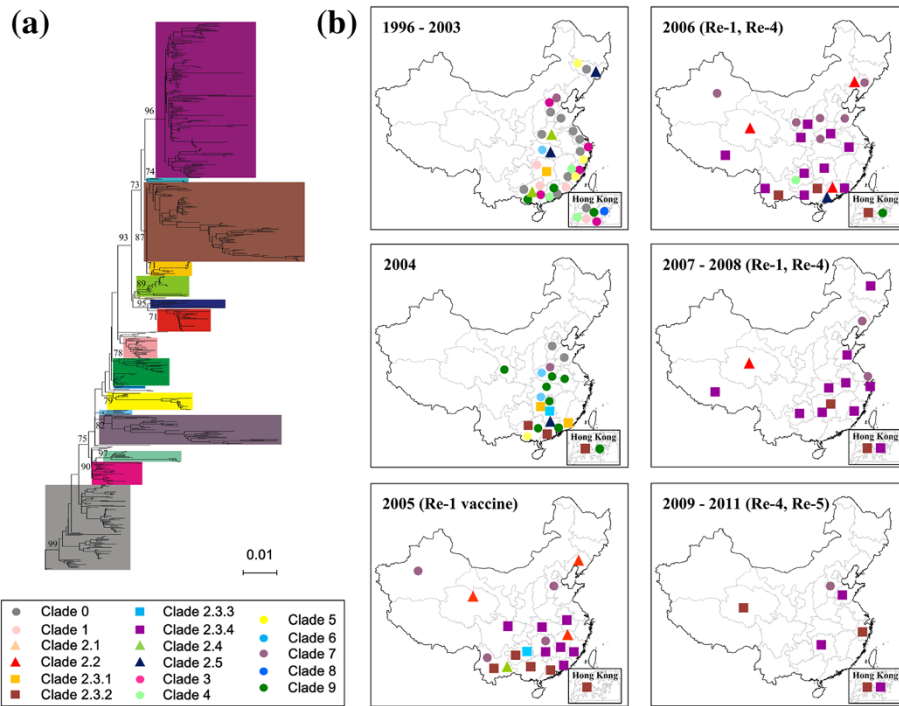 (a)
96
74
73
87
93
7
89
95
71
78
79
82
75
97
90
99
0.01
Clade 0
Clade 1
Clade 2.1
Clade 2.2
Clade 2.3.1
Clade 2.3.2
Clade 2.3.3
Clade 2.3.4
Clade 2.4
Clade 2.5
Clade 3
Clade 4
Clade 5
Clade 6
Clade 7
Clade 8
Clade 9
(b)
1996 - 2003
Hong Kong
2004
Hong Kong
2005 (Re-1 vaccine)
Hong Kong
2006 (Re-1, Re-4)
Hong Kong
2007 - 2008 (Re-1, Re-4)
Hong Kong
2009 - 2011 (Re-4, Re-5)
Hong Kong